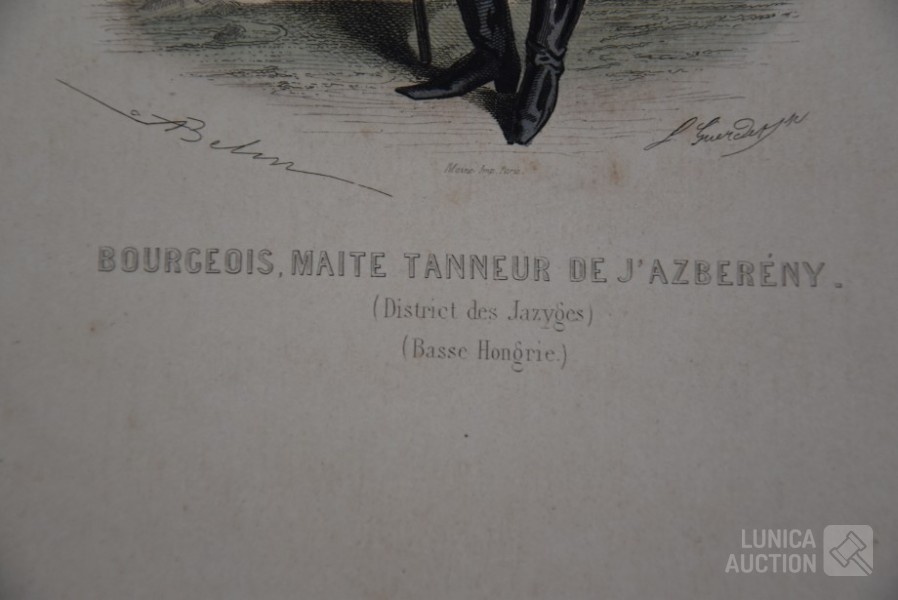 BOURGEOIS, MAITE TANNEUR DE J'AZBERÉNY.
(District des Jazyges)
(Basse Hongrie.)
LUNICA
AUCTION